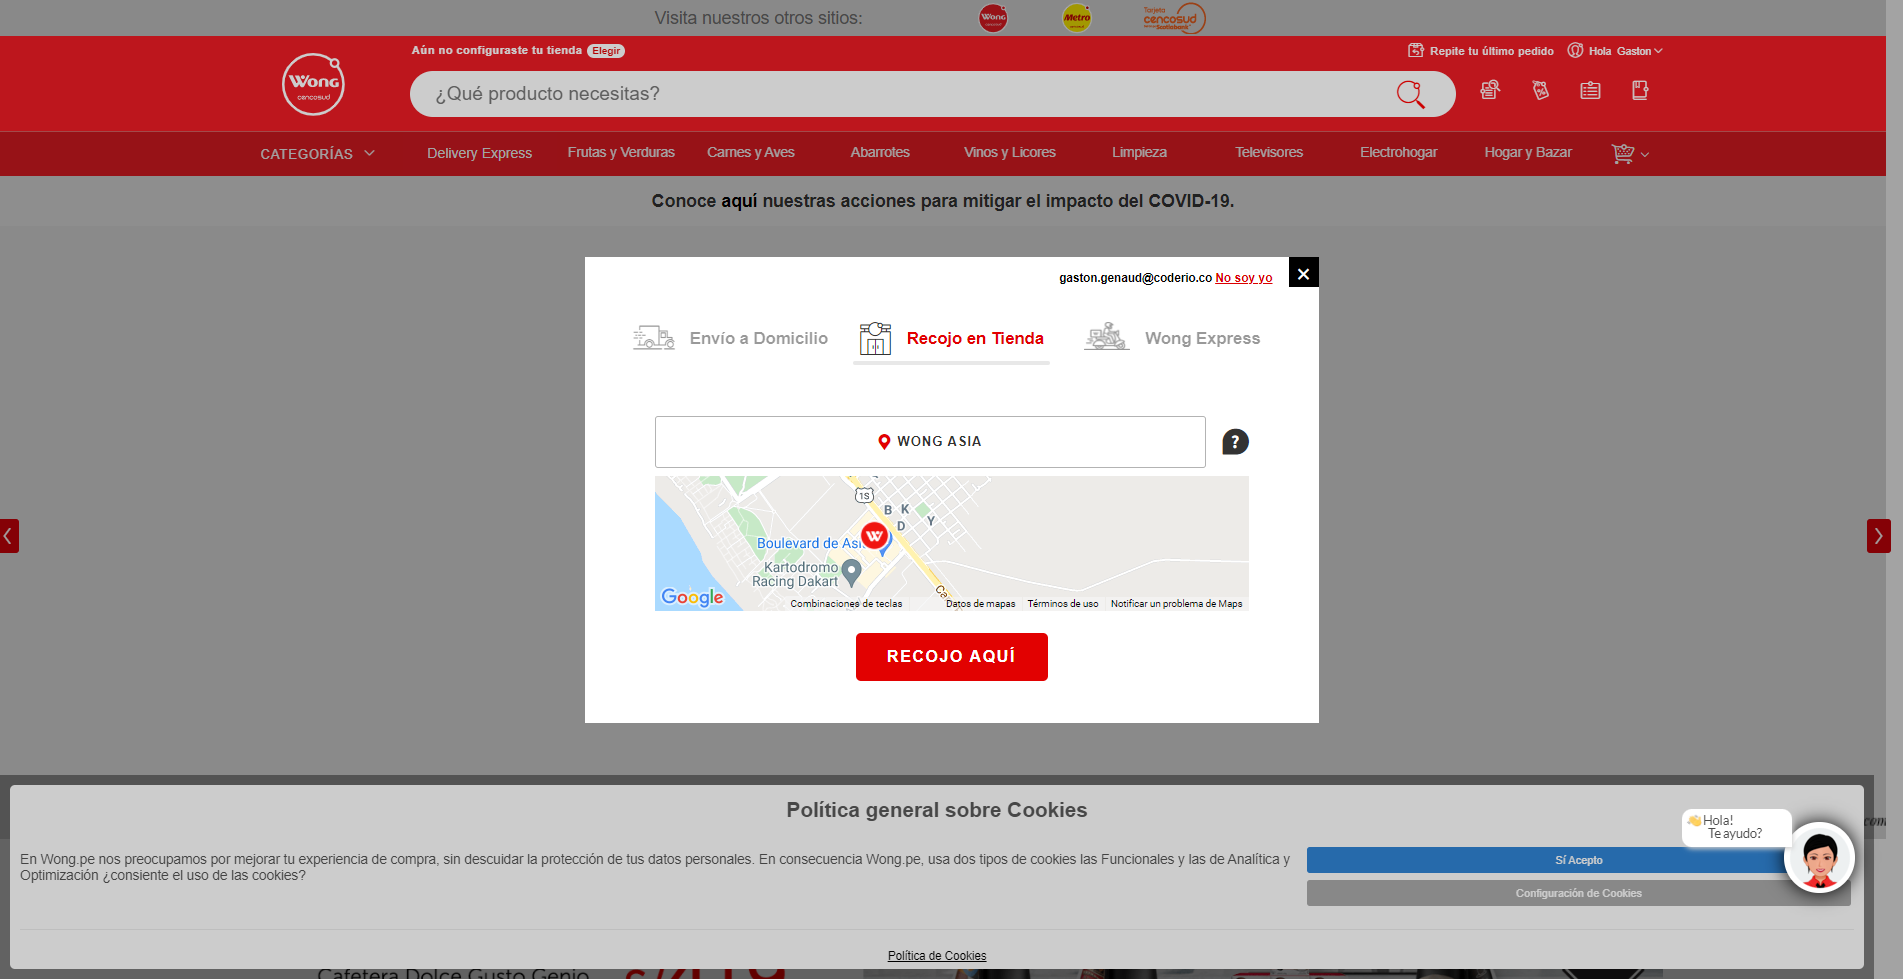 Visita nuestros otros sitios:
Wong
cencosud
Metro
cencosud
Tarjeta
cencosud
Scotiabank
Aún no configuraste tu tienda Elegir
Repite tu último pedido
Hola Gaston
Wong
cencosud
¿Qué producto necesitas?
CATEGORÍAS
Delivery Express
Frutas y Verduras
Carnes y Aves
Abarrotes
Vinos y Licores
Limpieza
Televisores
Electrohogar
Hogar y Bazar
Conoce aquí nuestras acciones para mitigar el impacto del COVID-19.
gaston.genaud@coderio.co No soy yo
×
Envío a Domicilio
Recojo en Tienda
Wong Express
WONG ASIA
?
1S
B K
D Y
W
Boulevard de Asi
Kartodromo
Racing Dakart
Ca
Google
Combinaciones de teclas
Datos de mapas
Términos de uso
Notificar un problema de Maps
RECOJO AQUÍ
Política general sobre Cookies
Hola!
Te ayudo?
com
En Wong.pe nos preocupamos por mejorar tu experiencia de compra, sin descuidar la protección de tus datos personales. En consecuencia Wong.pe, usa dos tipos de cookies las Funcionales y las de Analítica y
Optimización ¿consiente el uso de las cookies?
Sí Acepto
Configuración de Cookies
Política de Cookies
Cafetera Dolce Gusto Genio